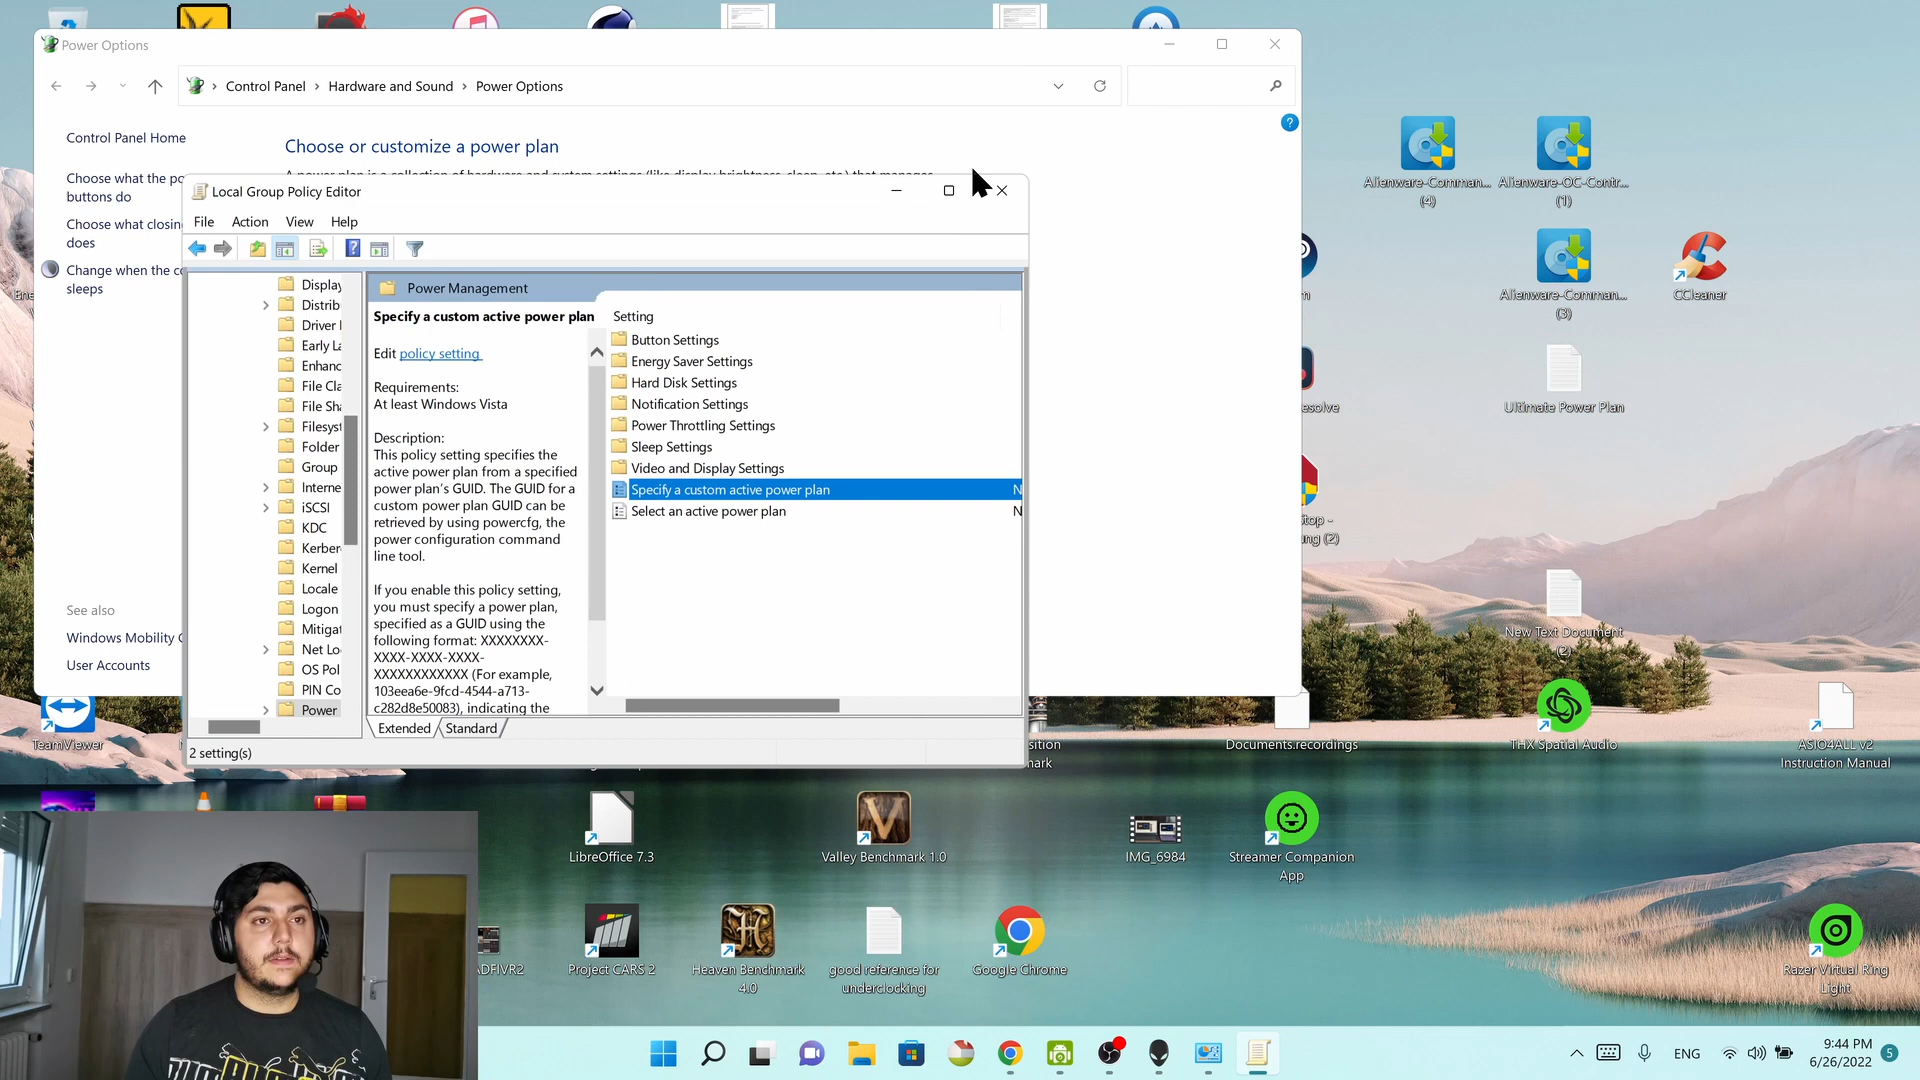 Power Options
Control Panel
Hardware and Sound
Power Options
Control Panel Home
Choose what the po
buttons do
Choose what closin
does
Change when the co
sleeps
See also
Windows Mobility C
User Accounts
Choose or customize a power plan
Local Group Policy Editor
File Action View Help
Display
Distrib
Driver I
Early La
Enhanc
File Cla
File Sha
Filesyst
Folder
Group
Interne
iSCSI
KDC
Kerber
Kernel
Locale
Logon
Mitigat
Net Lo
OS Pol
PIN Co
Power
Power Management
Specify a custom active power plan
Edit policy setting
Requirements:
At least Windows Vista
Description:
This policy setting specifies the
active power plan from a specified
power plan's GUID. The GUID for a
custom power plan GUID can be
retrieved by using powercfg, the
power configuration command
line tool.
If you enable this policy setting,
you must specify a power plan,
specified as a GUID using the
following format: XXXXXXXX-
XXXX-XXXX-XXXX-
XXXXXXXXXXXX (For example,
103eea6e-9fcd-4544-a713-
c282d8e50083), indicating the
Setting
Button Settings
Energy Saver Settings
Hard Disk Settings
Notification Settings
Power Throttling Settings
Sleep Settings
Video and Display Settings
Specify a custom active power plan N
Select an active power plan N
Extended Standard
2 setting(s)
Alienware-Comman...
(4)
Alienware-OC-Contr...
(1)
Alienware-Comman...
(3)
CCleaner
esolve
Ultimate Power Plan
New Text Document
(2)
TeamViewer
Documents.recordings
THX Spatial Audio
ASIO4ALL v2
Instruction Manual
LibreOffice 7.3
Valley Benchmark 1.0
IMG_6984
Streamer Companion
App
ADFIVR2
Project CARS 2
Heaven Benchmark
4.0
good reference for
underclocking
Google Chrome
Razer Virtual Ring
Light
ENG
9:44 PM
6/26/2022
5